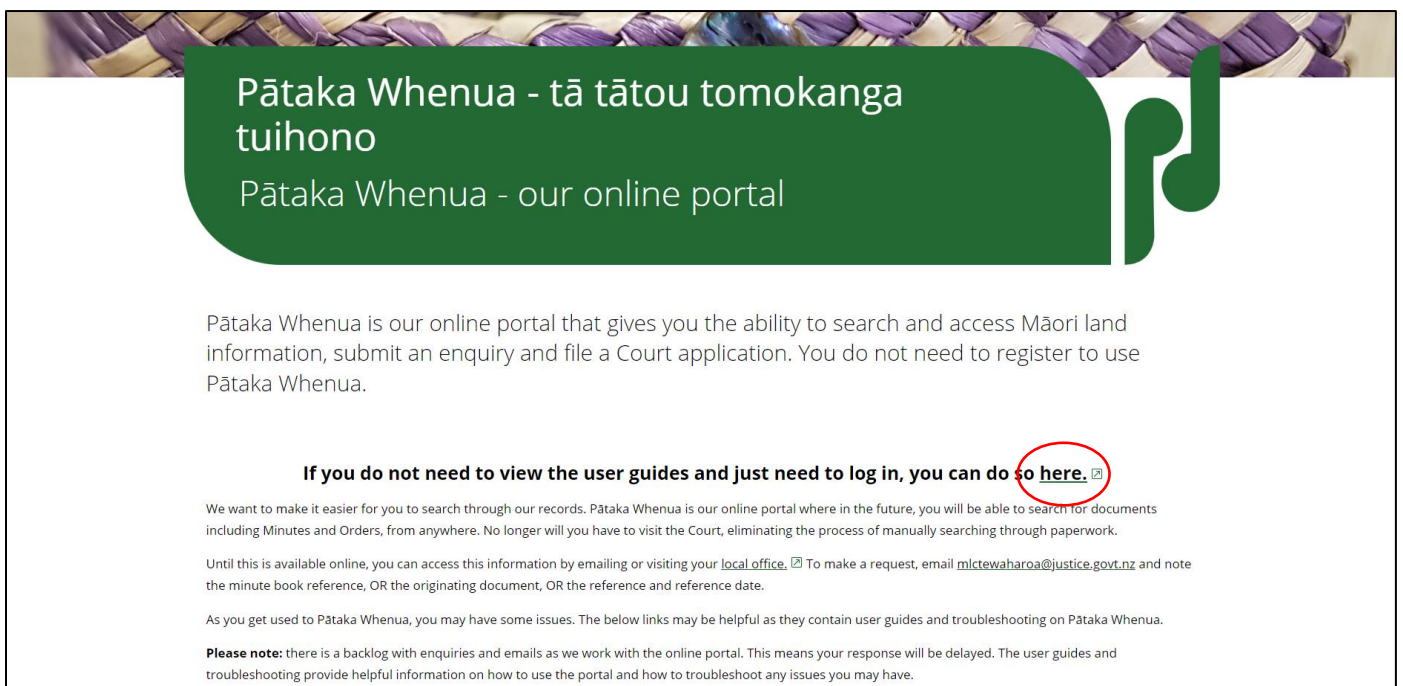 Pātaka Whenua - tā tātou tomokanga
tuihono
Pātaka Whenua - our online portal
Pātaka Whenua is our online portal that gives you the ability to search and access Māori land
information, submit an enquiry and file a Court application. You do not need to register to use
Pātaka Whenua.
If you do not need to view the user guides and just need to log in, you can do so here.
We want to make it easier for you to search through our records. Pātaka Whenua is our online portal where in the future, you will be able to search for documents
including Minutes and Orders, from anywhere. No longer will you have to visit the Court, eliminating the process of manually searching through paperwork.
Until this is available online, you can access this information by emailing or visiting your local office. To make a request, email mlctewaharoa@justice.govt.nz and note
the minute book reference, OR the originating document, OR the reference and reference date.
As you get used to Pātaka Whenua, you may have some issues. The below links may be helpful as they contain user guides and troubleshooting on Pātaka Whenua.
Please note: there is a backlog with enquiries and emails as we work with the online portal. This means your response will be delayed. The user guides and
troubleshooting provide helpful information on how to use the portal and how to troubleshoot any issues you may have.